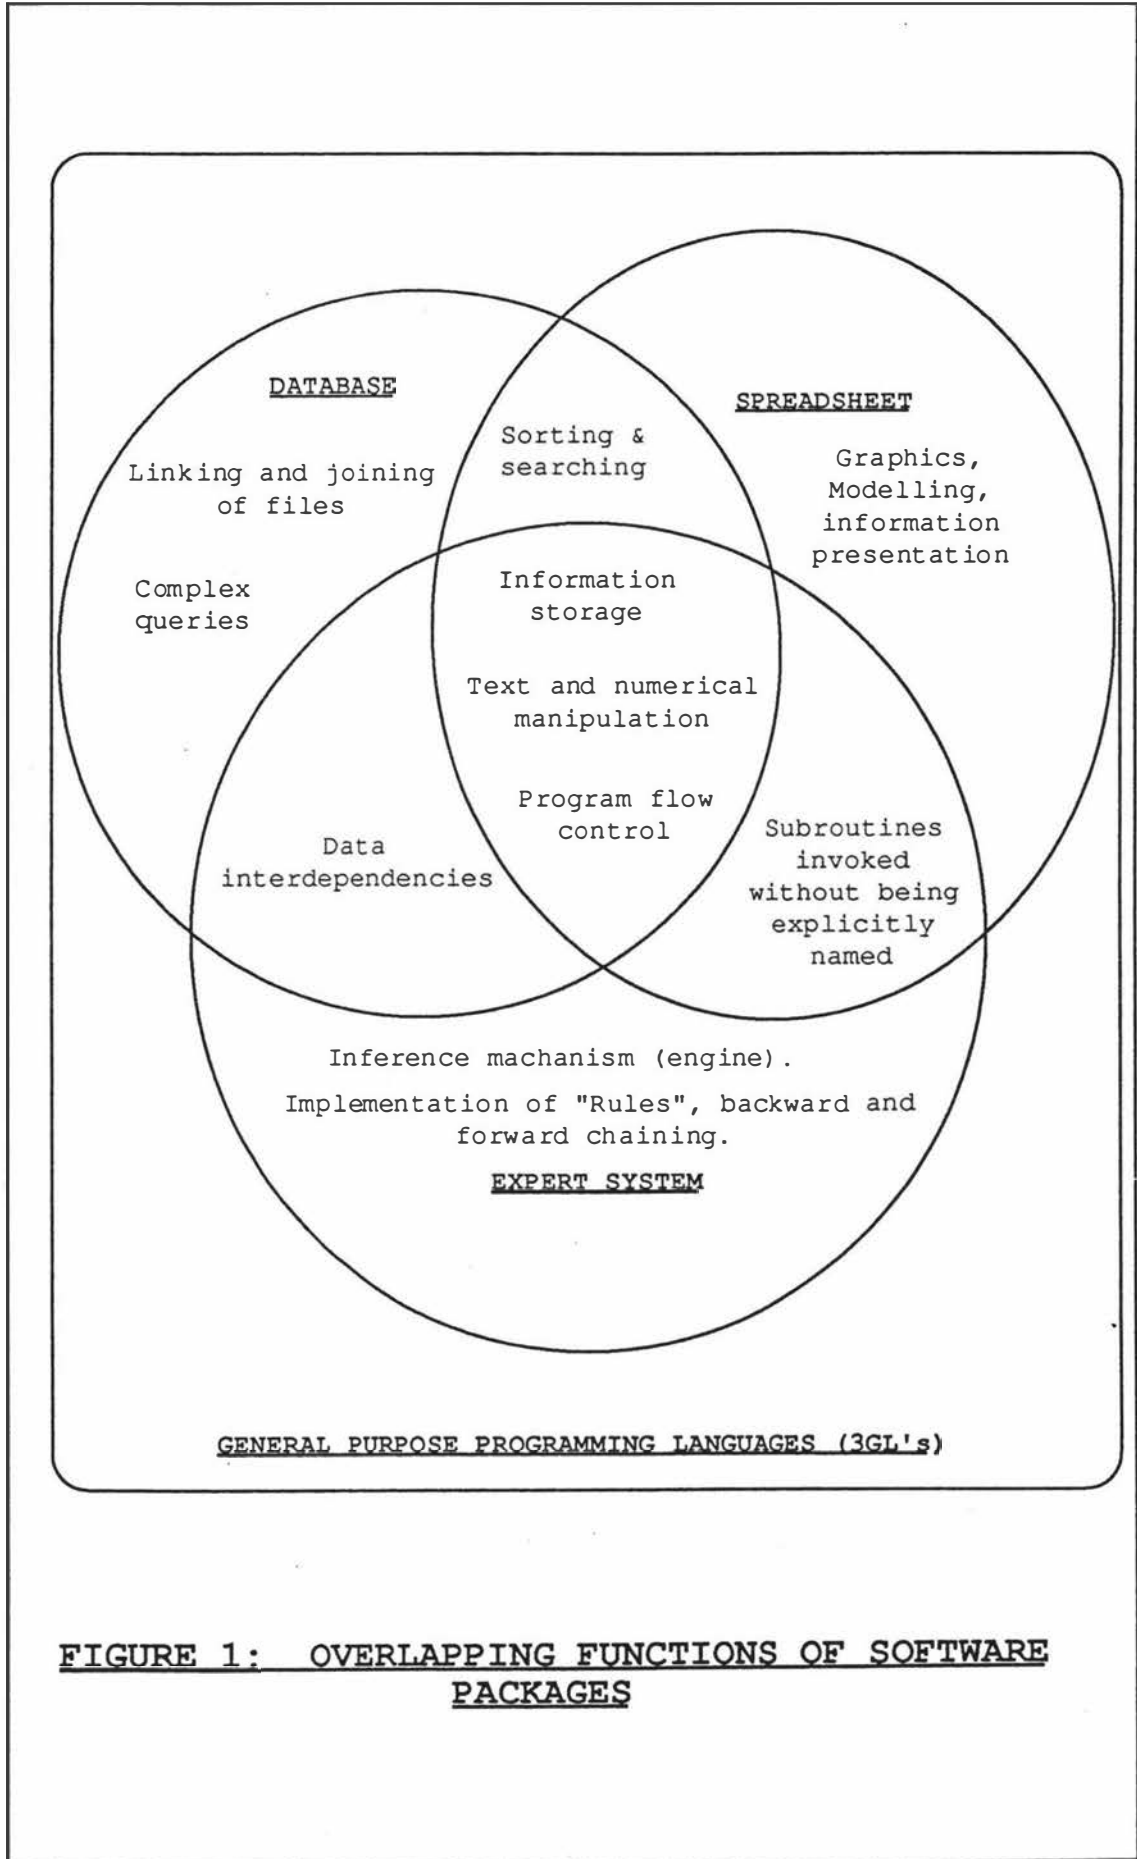 DATABASE
Linking and joining
of files
Complex
queries
Sorting &
searching
SPREADSHEET
Graphics,
Modelling,
information
presentation
Information
storage
Text and numerical
manipulation
Program flow
control
Data
interdependencies
Subroutines
invoked
without being
explicitly
named
Inference machanism (engine).
Implementation of "Rules", backward and
forward chaining.
EXPERT SYSTEM
GENERAL PURPOSE PROGRAMMING LANGUAGES (3GL's)
FIGURE 1: OVERLAPPING FUNCTIONS OF SOFTWARE
PACKAGES